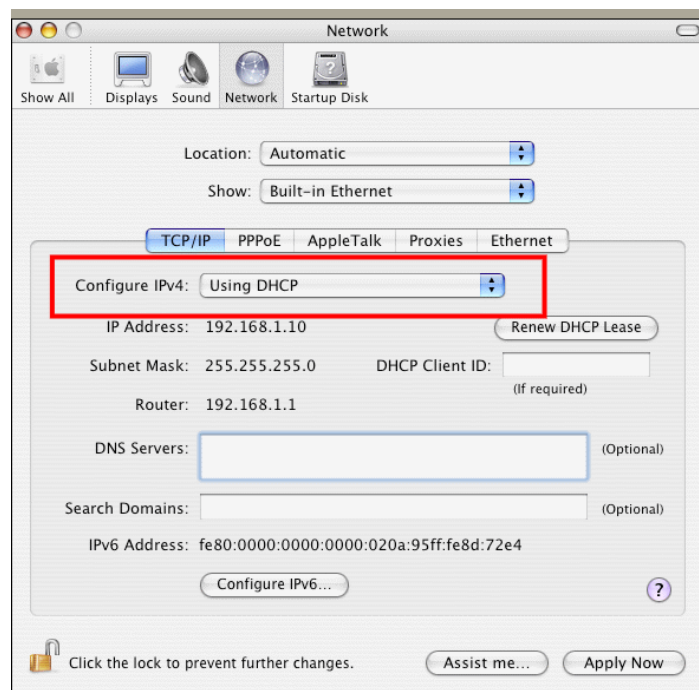 Network
Show All Displays Sound Network Startup Disk
Location: Automatic
Show: Built-in Ethernet
TCP/IP PPPoE AppleTalk Proxies Ethernet
Configure IPv4: Using DHCP
IP Address: 192.168.1.10 Renew DHCP Lease
Subnet Mask: 255.255.255.0 DHCP Client ID:
(If required)
Router: 192.168.1.1
DNS Servers: (Optional)
Search Domains: (Optional)
IPv6 Address: fe80:0000:0000:0000:020a:95ff:fe8d:72e4
Configure IPv6... ?
Click the lock to prevent further changes. Assist me... Apply Now